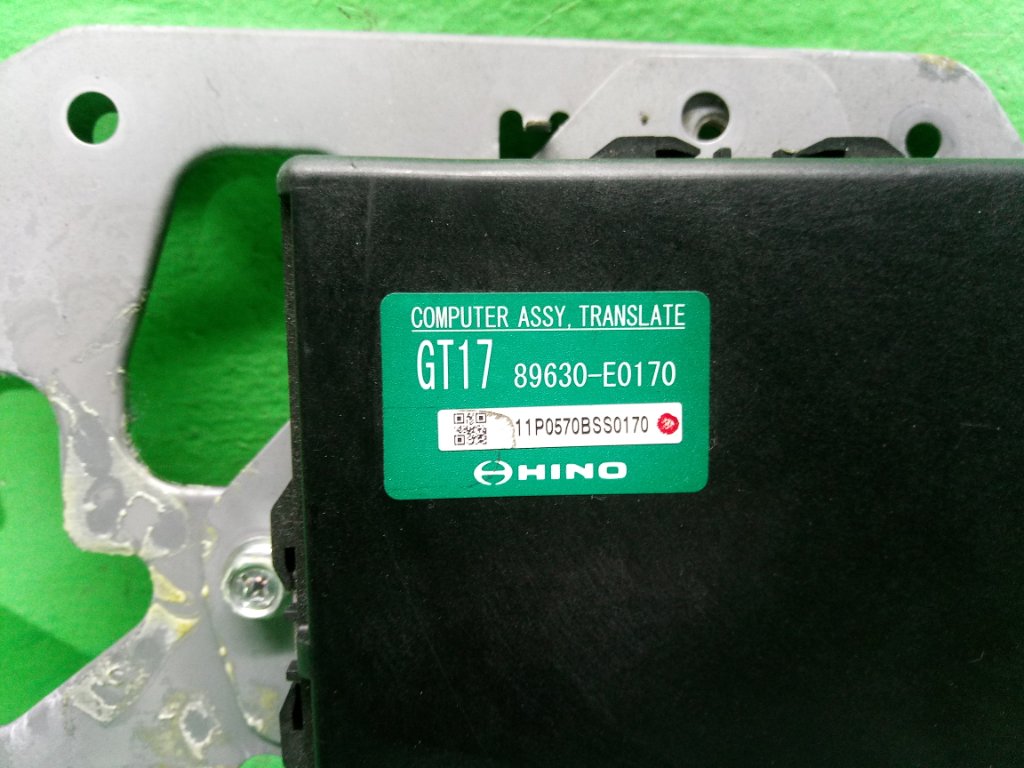 COMPUTER ASSY, TRANSLATE
GT17 89630-E0170
11P0570BSS0170
HINO